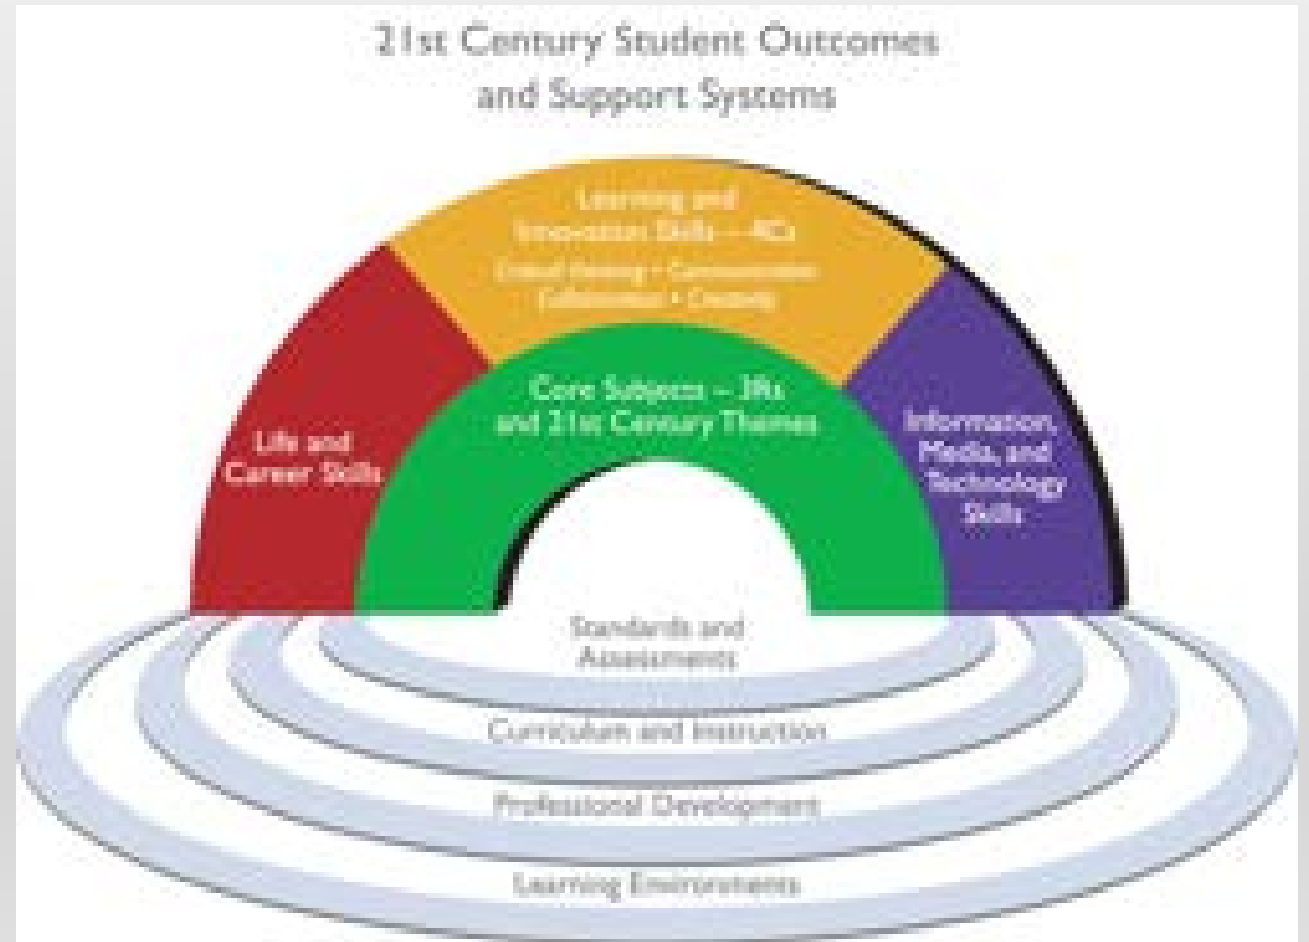 21st Century Student Outcomes
and Support Systems
Learning and
Innovation Skills – 4Cs
Critical thinking • Communication
Collaboration • Creativity
Core Subjects – 3Rs
and 21st Century Themes
Life and
Career Skills
Information,
Media, and
Technology
Skills
Standards and
Assessments
Curriculum and Instruction
Professional Development
Learning Environments